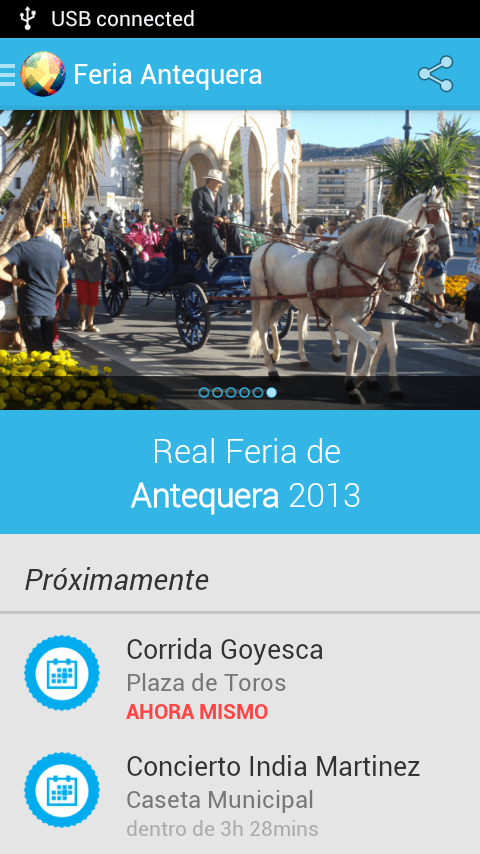 USB connected
Feria Antequera
Real Feria de
Antequera 2013
Próximamente
Corrida Goyesca
Plaza de Toros
AHORA MISMO
Concierto India Martinez
Caseta Municipal
dentro de 3h 28mins